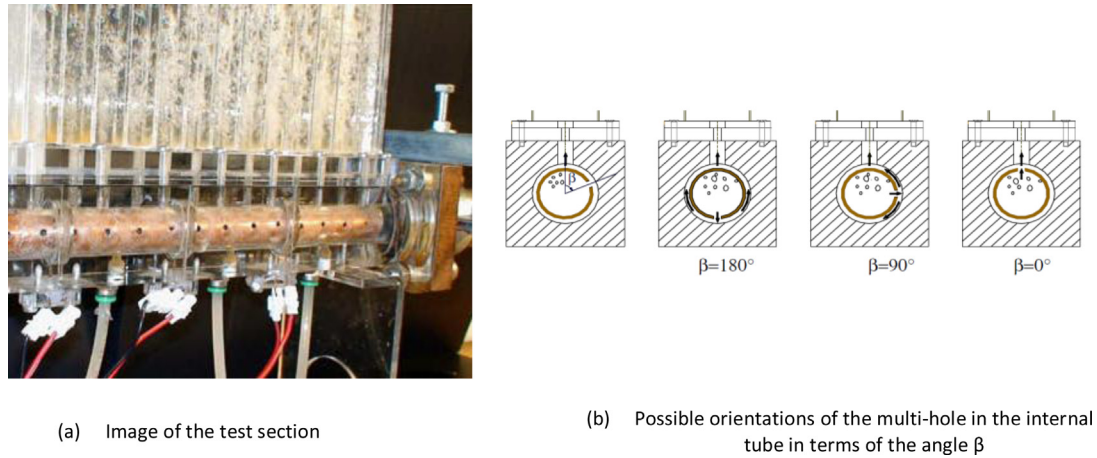 β
β=180°
β=90°
β=0°
(a) Image of the test section
(b) Possible orientations of the multi-hole in the internal
tube in terms of the angle β